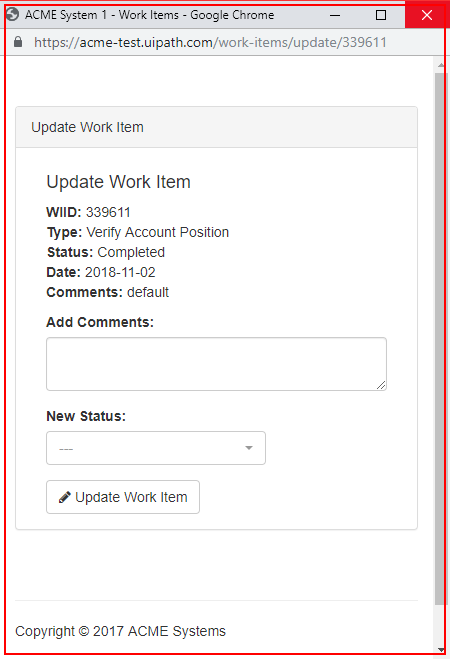 ACME System 1 - Work Items - Google Chrome
https://acme-test.uipath.com/work-items/update/339611
Update Work Item
Update Work Item
WIID: 339611
Type: Verify Account Position
Status: Completed
Date: 2018-11-02
Comments: default
Add Comments:
New Status:
---
Update Work Item
Copyright © 2017 ACME Systems